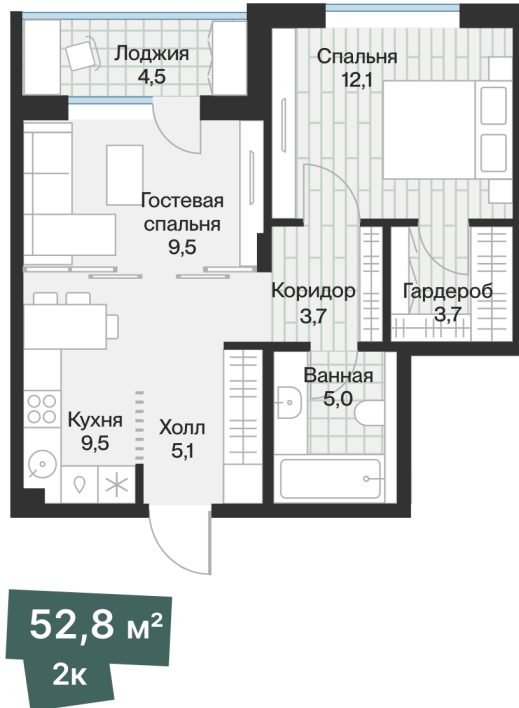 Лоджия
4,5
Спальня
12,1
Гостевая
спальня
9,5
Коридор
3,7
Гардероб
3,7
Ванная
5,0
Кухня
9,5
Холл
5,1
52,8 м²
2к